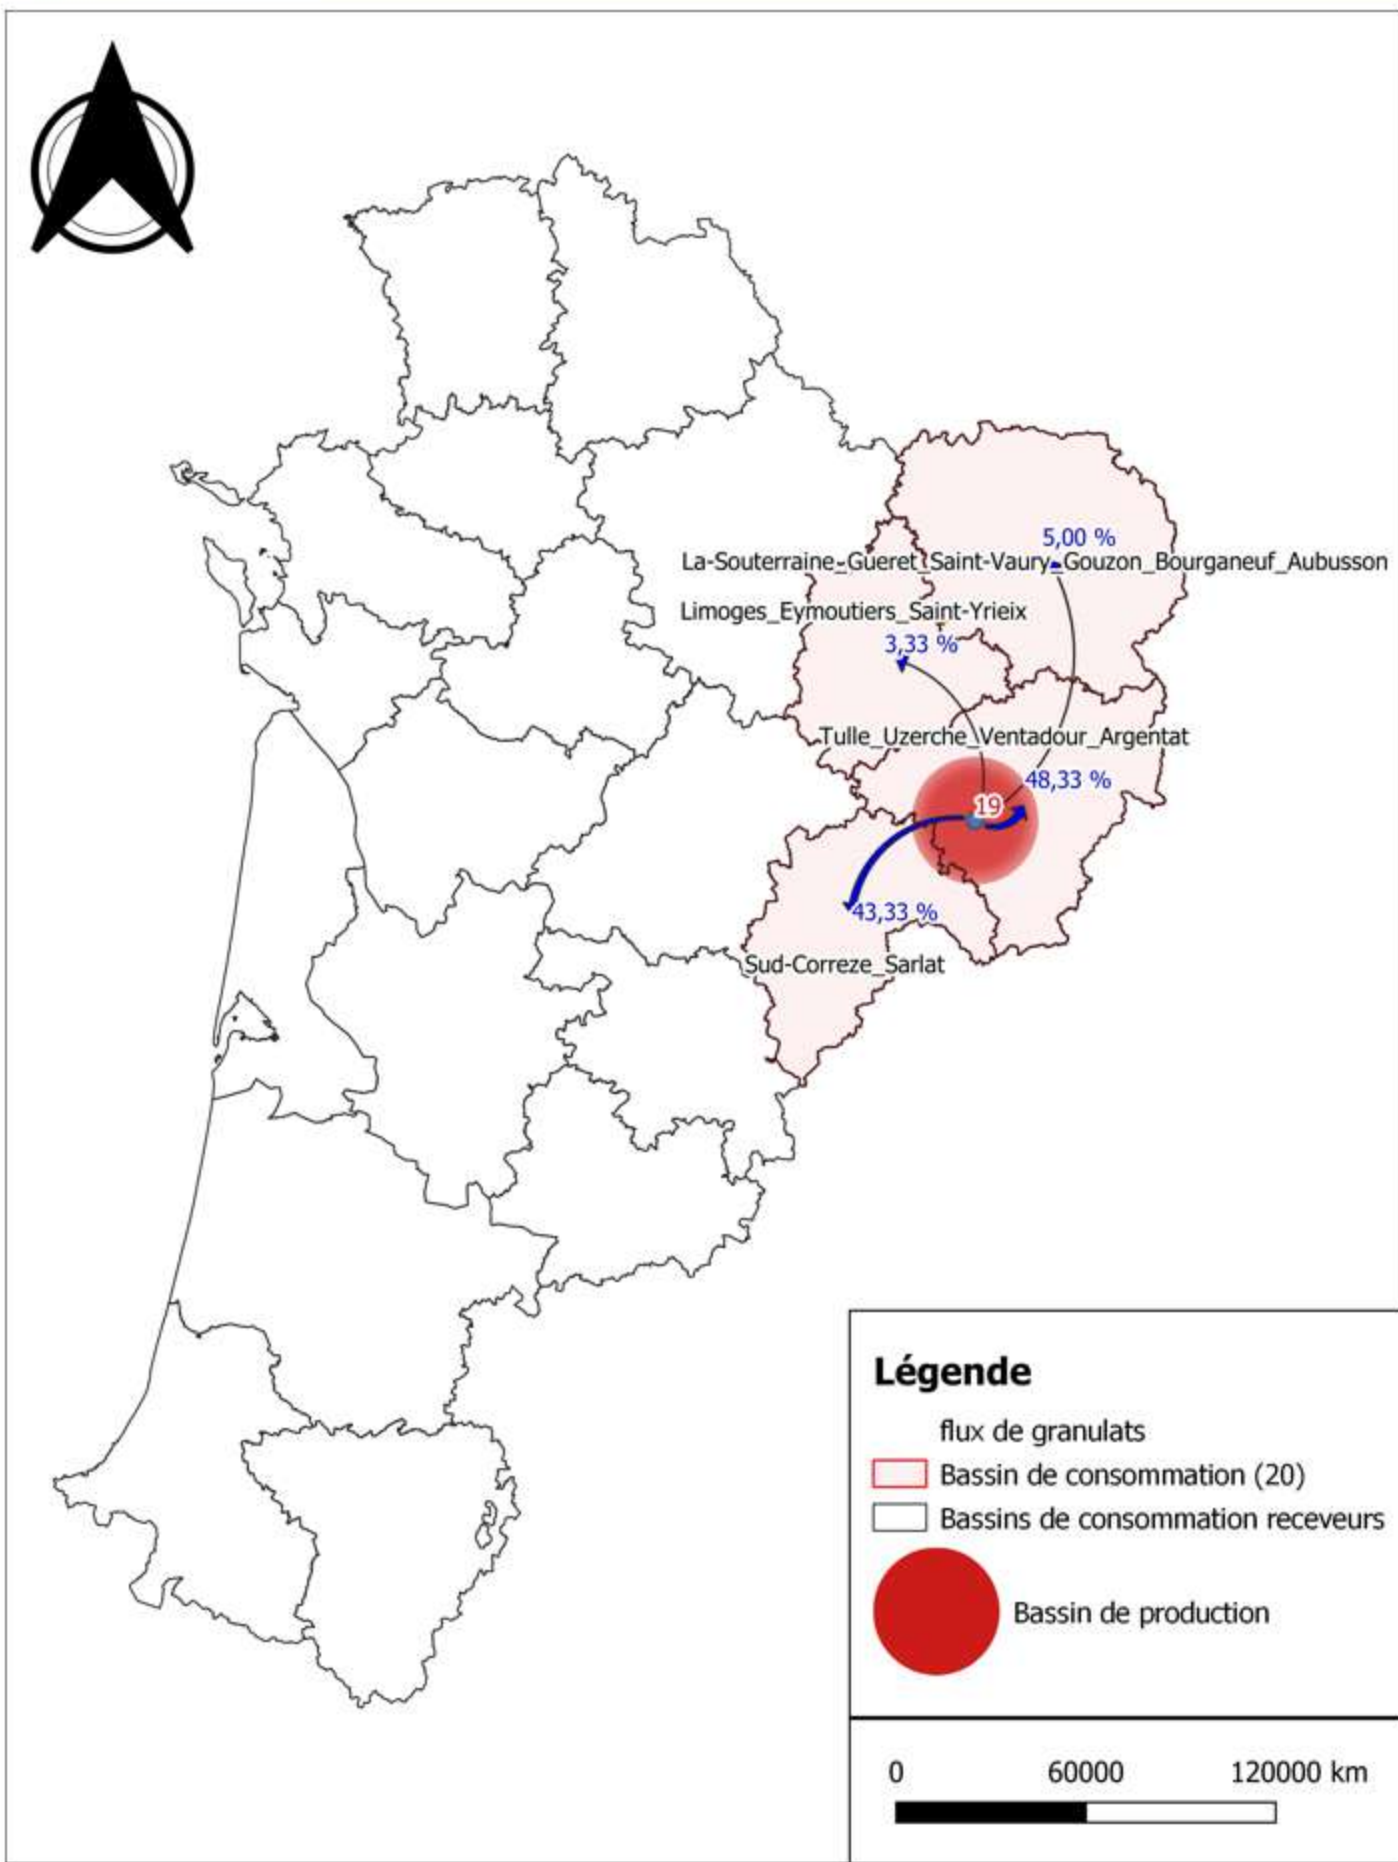 5,00 %
La-Souterraine_Gueret_Saint-Vaury_Gouzon_Bourganeuf_Aubusson
Limoges_Eymoutiers_Saint-Yrieix
3,33 %
Tulle_Uzerche_Ventadour_Argentat
48,33 %
19
43,33 %
Sud-Correze_Sarlat
Légende
flux de granulats
Bassin de consommation (20)
Bassins de consommation receveurs
Bassin de production
0 60000 120000 km